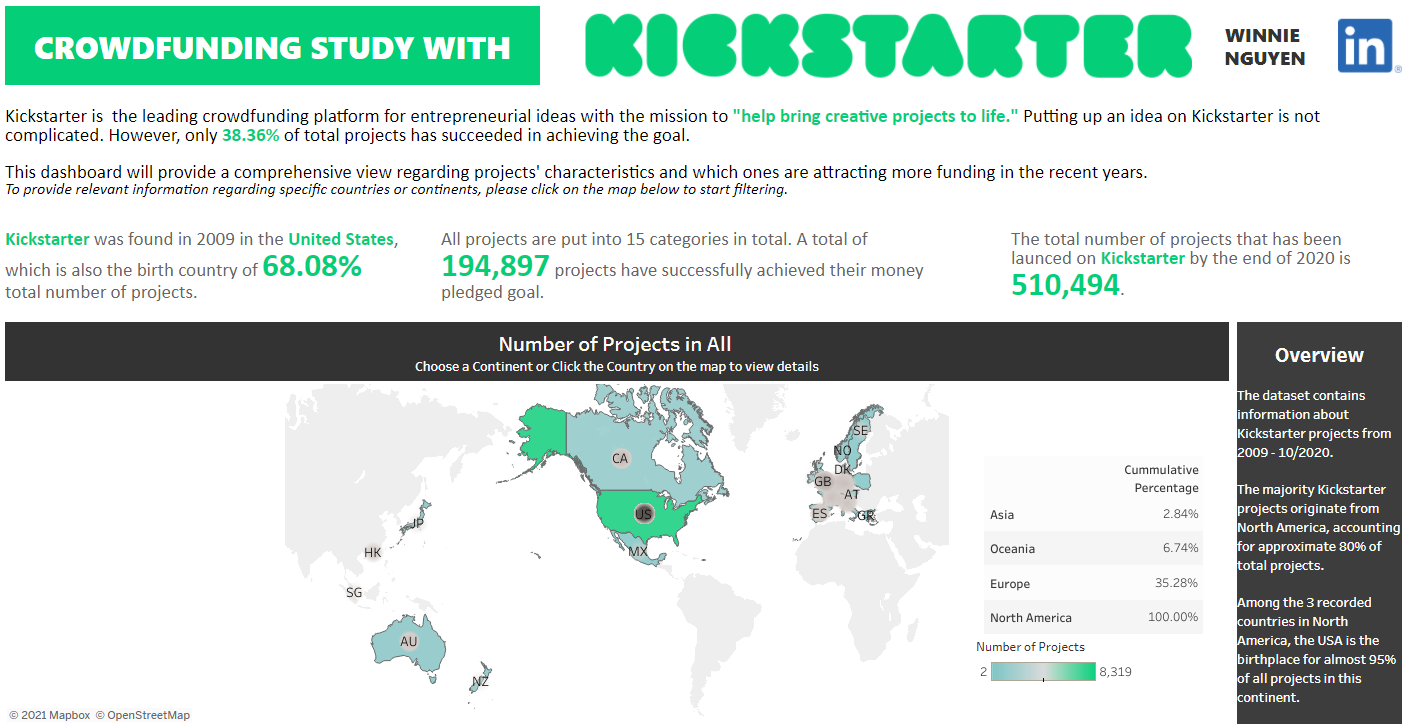 CROWDFUNDING STUDY WITH
KICKSTARTER
WINNIE
NGUYEN
in
®
Kickstarter is  the leading crowdfunding platform for entrepreneurial ideas with the mission to "help bring creative projects to life." Putting up an idea on Kickstarter is not
complicated. However, only 38.36% of total projects has succeeded in achieving the goal.
This dashboard will provide a comprehensive view regarding projects' characteristics and which ones are attracting more funding in the recent years.
To provide relevant information regarding specific countries or continents, please click on the map below to start filtering.
Kickstarter was found in 2009 in the United States,
which is also the birth country of 68.08%
total number of projects.
All projects are put into 15 categories in total. A total of
194,897 projects have successfully achieved their money
pledged goal.
The total number of projects that has been
launced on Kickstarter by the end of 2020 is
510,494.
Number of Projects in All
Choose a Continent or Click the Country on the map to view details
SE
NO
DK
GB
AT
ES
GR
CA
US
MX
JP
HK
SG
AU
NZ
Cummulative
Percentage
Asia 2.84%
Oceania 6.74%
Europe 35.28%
North America 100.00%
Number of Projects
2 8,319
© 2021 Mapbox © OpenStreetMap
Overview
The dataset contains
information about
Kickstarter projects from
2009 - 10/2020.
The majority Kickstarter
projects originate from
North America, accounting
for approximate 80% of
total projects.
Among the 3 recorded
countries in North
America, the USA is the
birthplace for almost 95%
of all projects in this
continent.